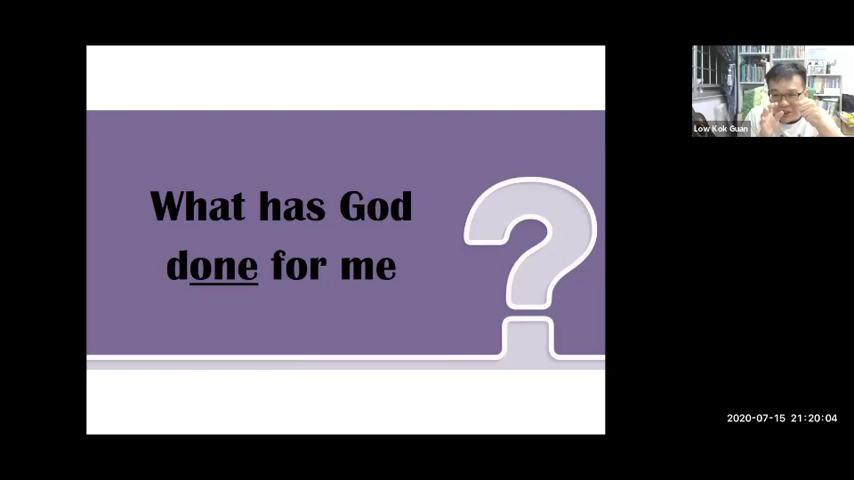 What has God
done for me
?
Low Kok Guan
2020-07-15 21:20:04